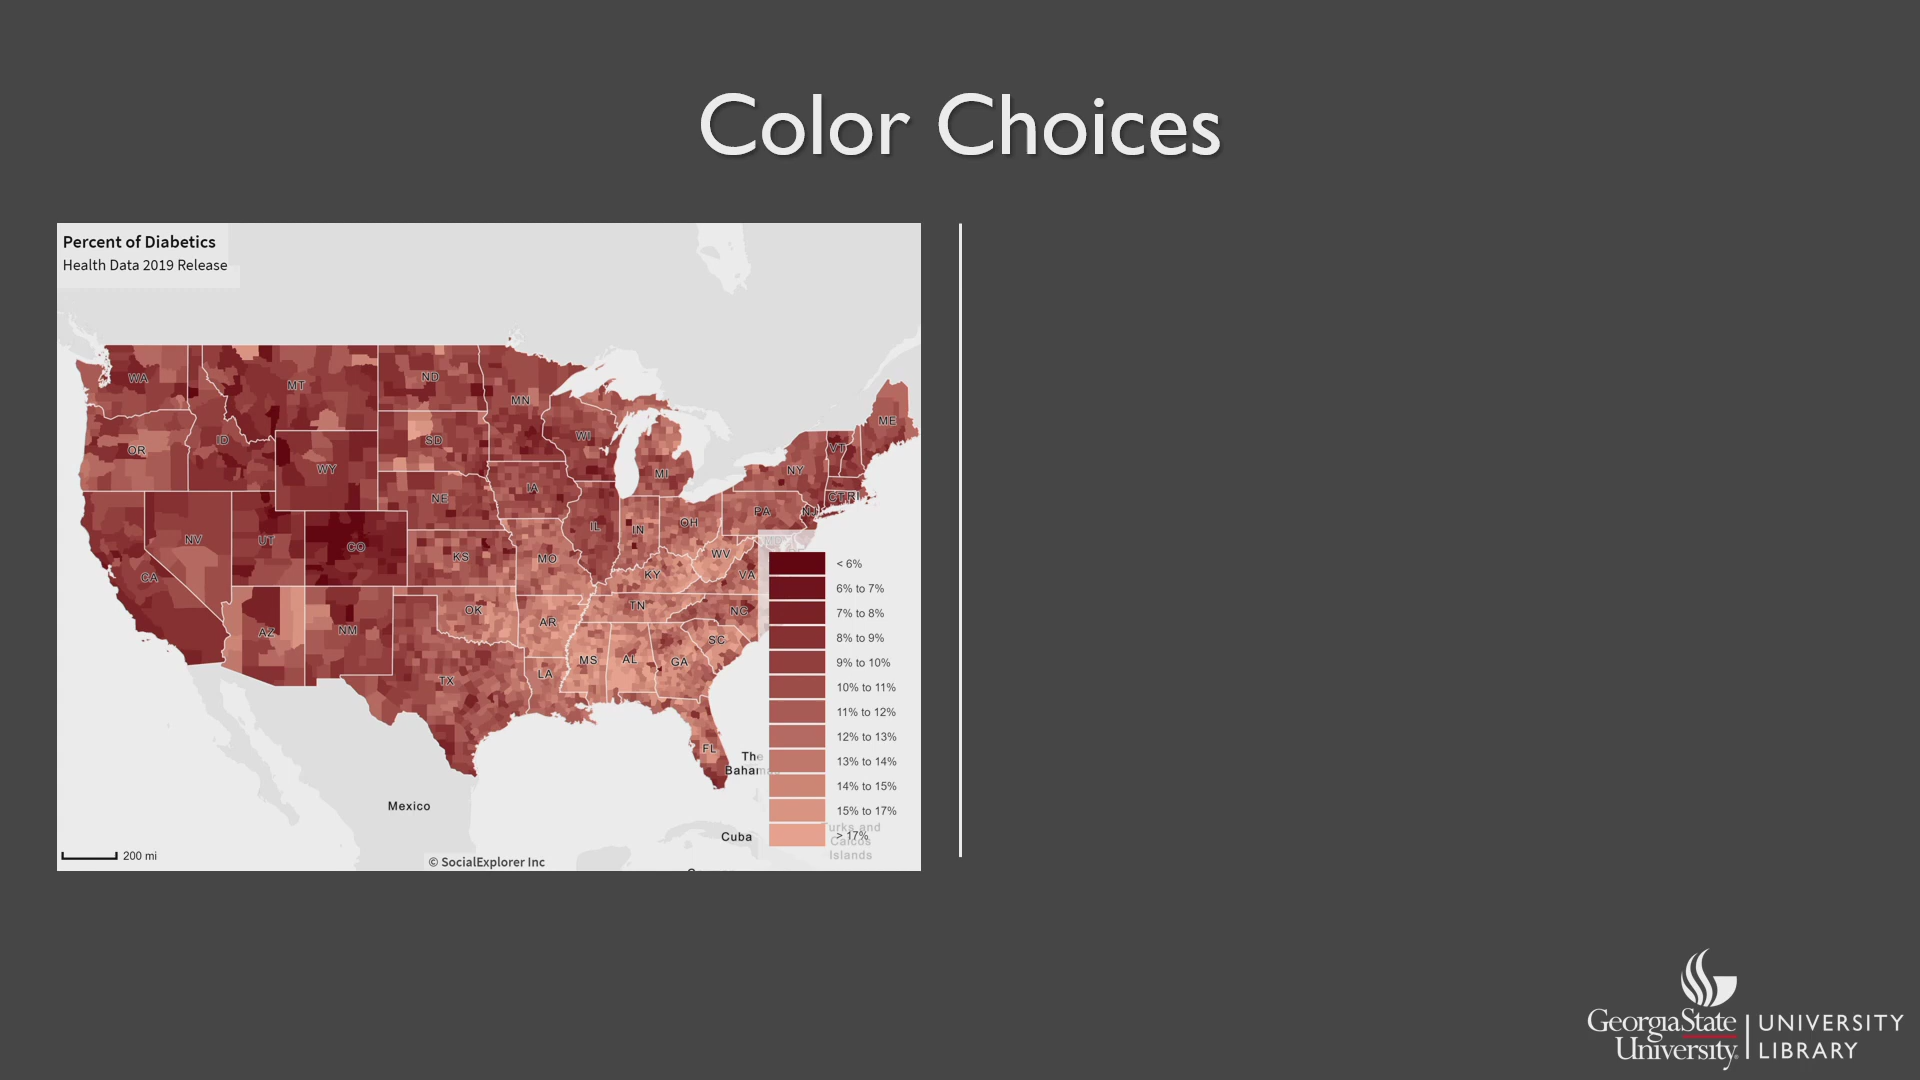 Color Choices
Percent of Diabetics
Health Data 2019 Release
WA
MT
ND
MN
ME
OR
ID
SD
WI
VT
WY
MI
NY
NE
IA
CT RI
PA
NJ
NV
UT
CO
IL
IN
OH
KS
MO
WV
CA
KY
VA
OK
TN
NC
AZ
NM
AR
SC
MS
AL
GA
TX
LA
FL
The
Bahamas
Mexico
Cuba
Turks and
Caicos
Islands
< 6%
6% to 7%
7% to 8%
8% to 9%
9% to 10%
10% to 11%
11% to 12%
12% to 13%
13% to 14%
14% to 15%
15% to 17%
> 17%
200 mi
© SocialExplorer Inc
GeorgiaState
University
UNIVERSITY
LIBRARY